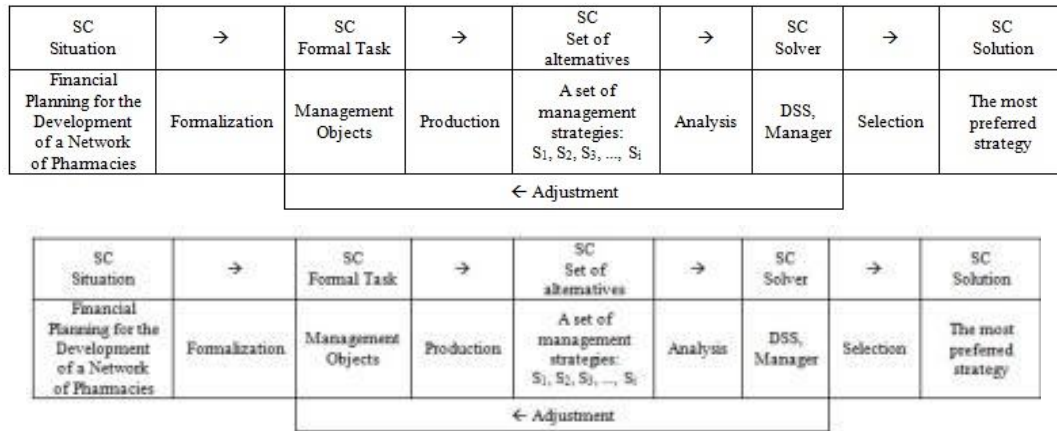 SC
Situation
→
SC
Formal Task
→
SC
Set of
alternatives
→
SC
Solver
→
SC
Solution
Financial
Planning for the
Development
of a Network
of Pharmacies
Formalization
Management
Objects
Production
A set of
management
strategies:
S₁, S₂, S₃, ..., Sᵢ
Analysis
DSS,
Manager
Selection
The most
preferred
strategy
← Adjustment
SC
Situation
→
SC
Formal Task
→
SC
Set of
alternatives
→
SC
Solver
→
SC
Solution
Financial
Planning for the
Development
of a Network
of Pharmacies
Formalization
Management
Objects
Production
A set of
management
strategies:
S₁, S₂, S₃, ..., Sᵢ
Analysis
DSS,
Manager
Selection
The most
preferred
strategy
← Adjustment